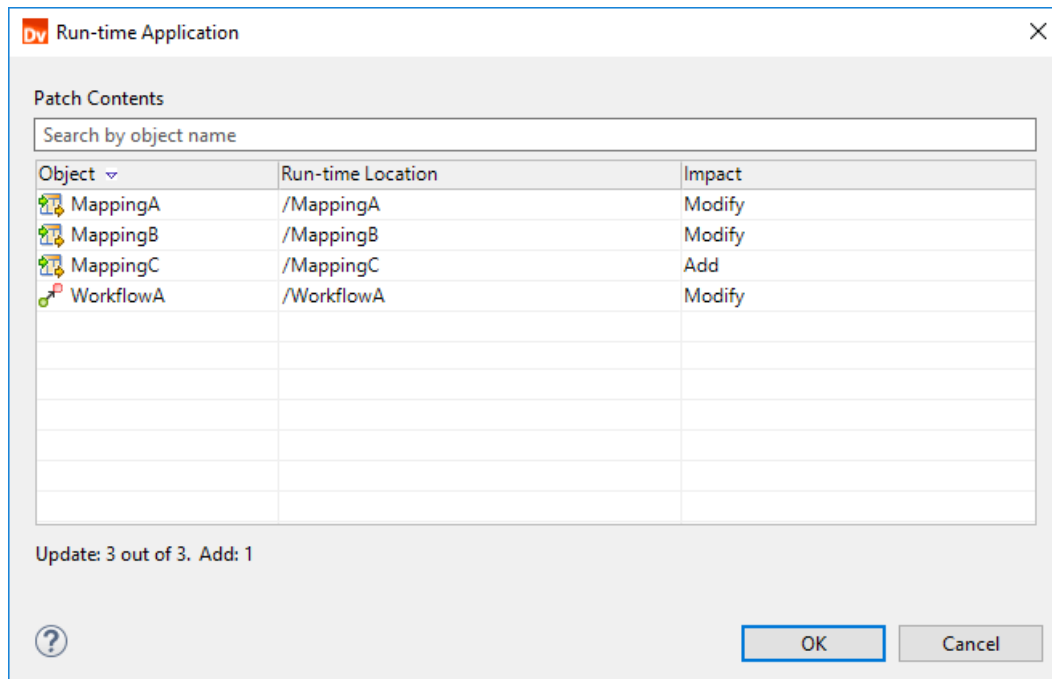 Dv Run-time Application
Patch Contents
Search by object name
Object Run-time Location Impact
MappingA /MappingA Modify
MappingB /MappingB Modify
MappingC /MappingC Add
WorkflowA /WorkflowA Modify
Update: 3 out of 3. Add: 1
? OK Cancel